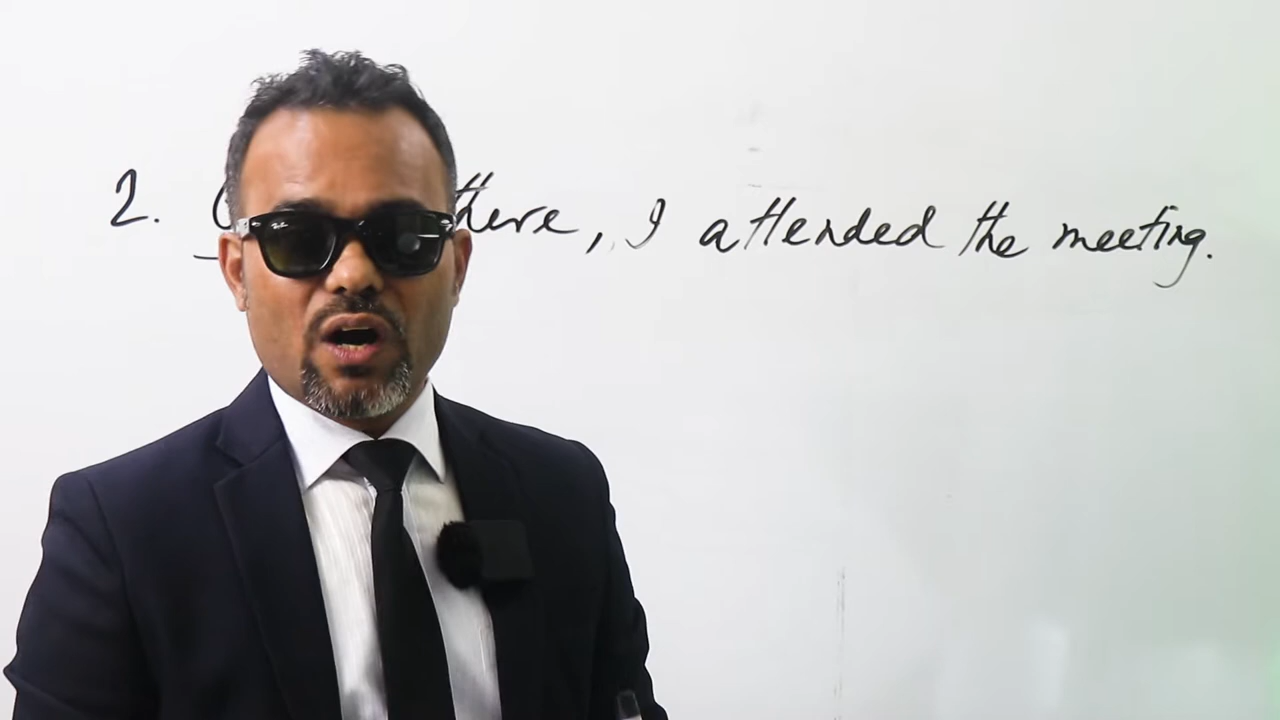 2. there, I attended the meeting.